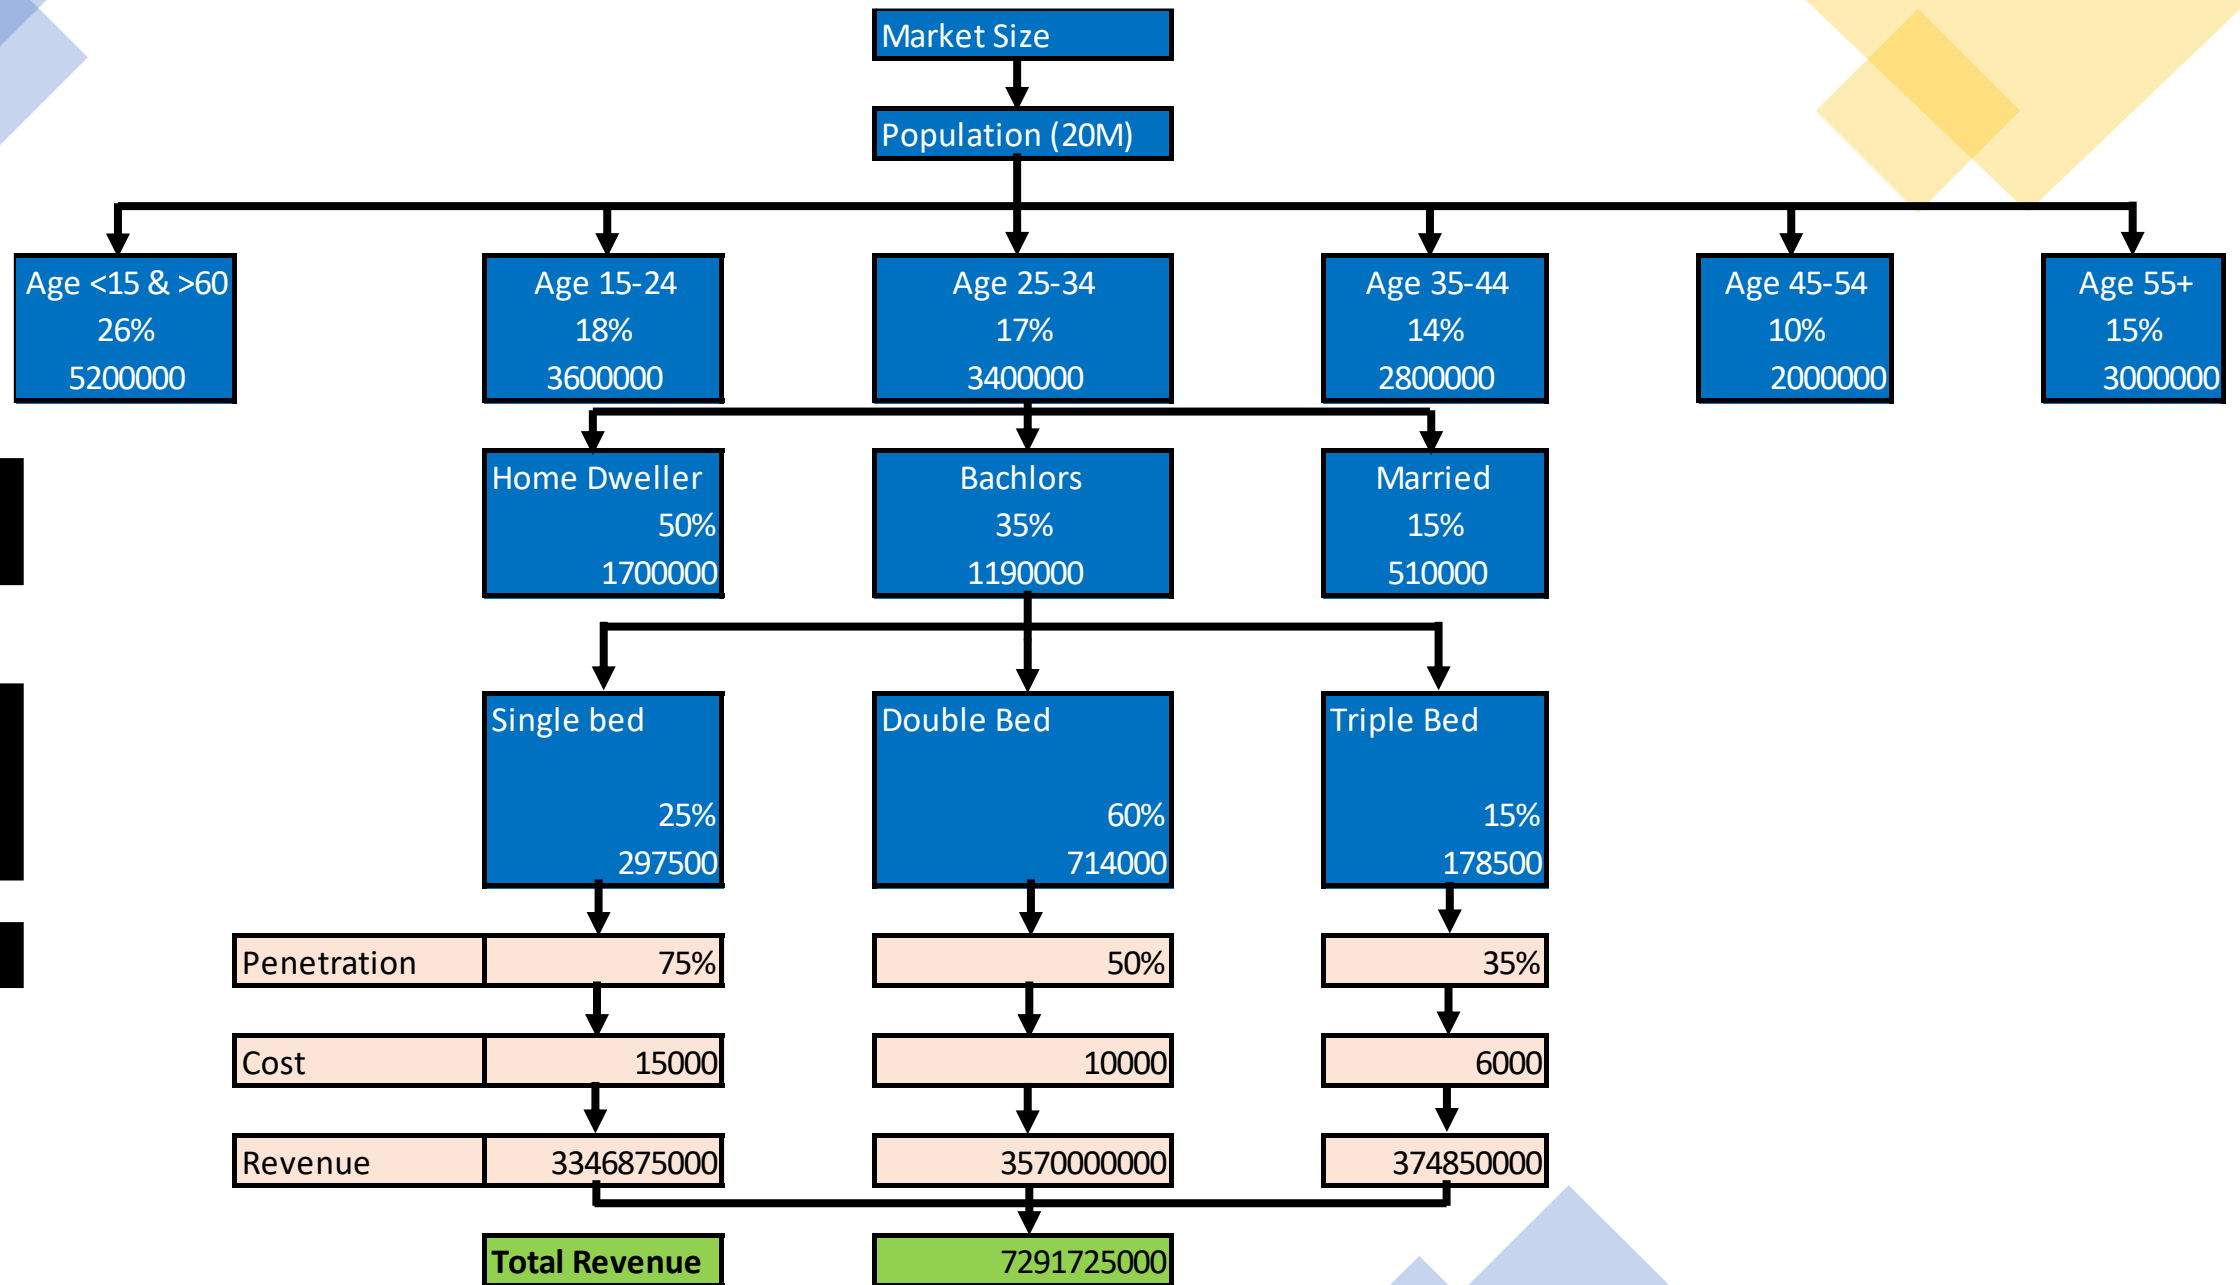 Market Size
Population (20M)
Age <15 & >60
26%
5200000
Age 15-24
18%
3600000
Age 25-34
17%
3400000
Age 35-44
14%
2800000
Age 45-54
10%
2000000
Age 55+
15%
3000000
Home Dweller
50%
1700000
Bachlors
35%
1190000
Married
15%
510000
Single bed
25%
297500
Double Bed
60%
714000
Triple Bed
15%
178500
Penetration 75% 50% 35%
Cost 15000 10000 6000
Revenue 3346875000 3570000000 374850000
Total Revenue 7291725000